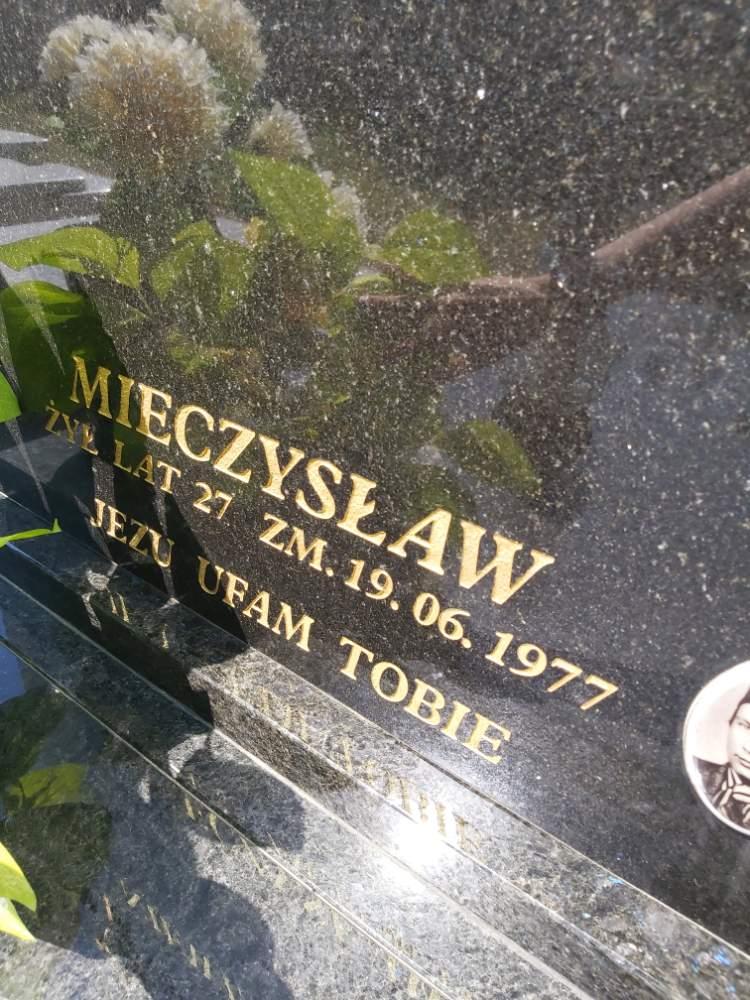 MIECZYSŁAW
ŻYŁ LAT 27 ZM. 19. 06. 1977
JEZU UFAM TOBIE